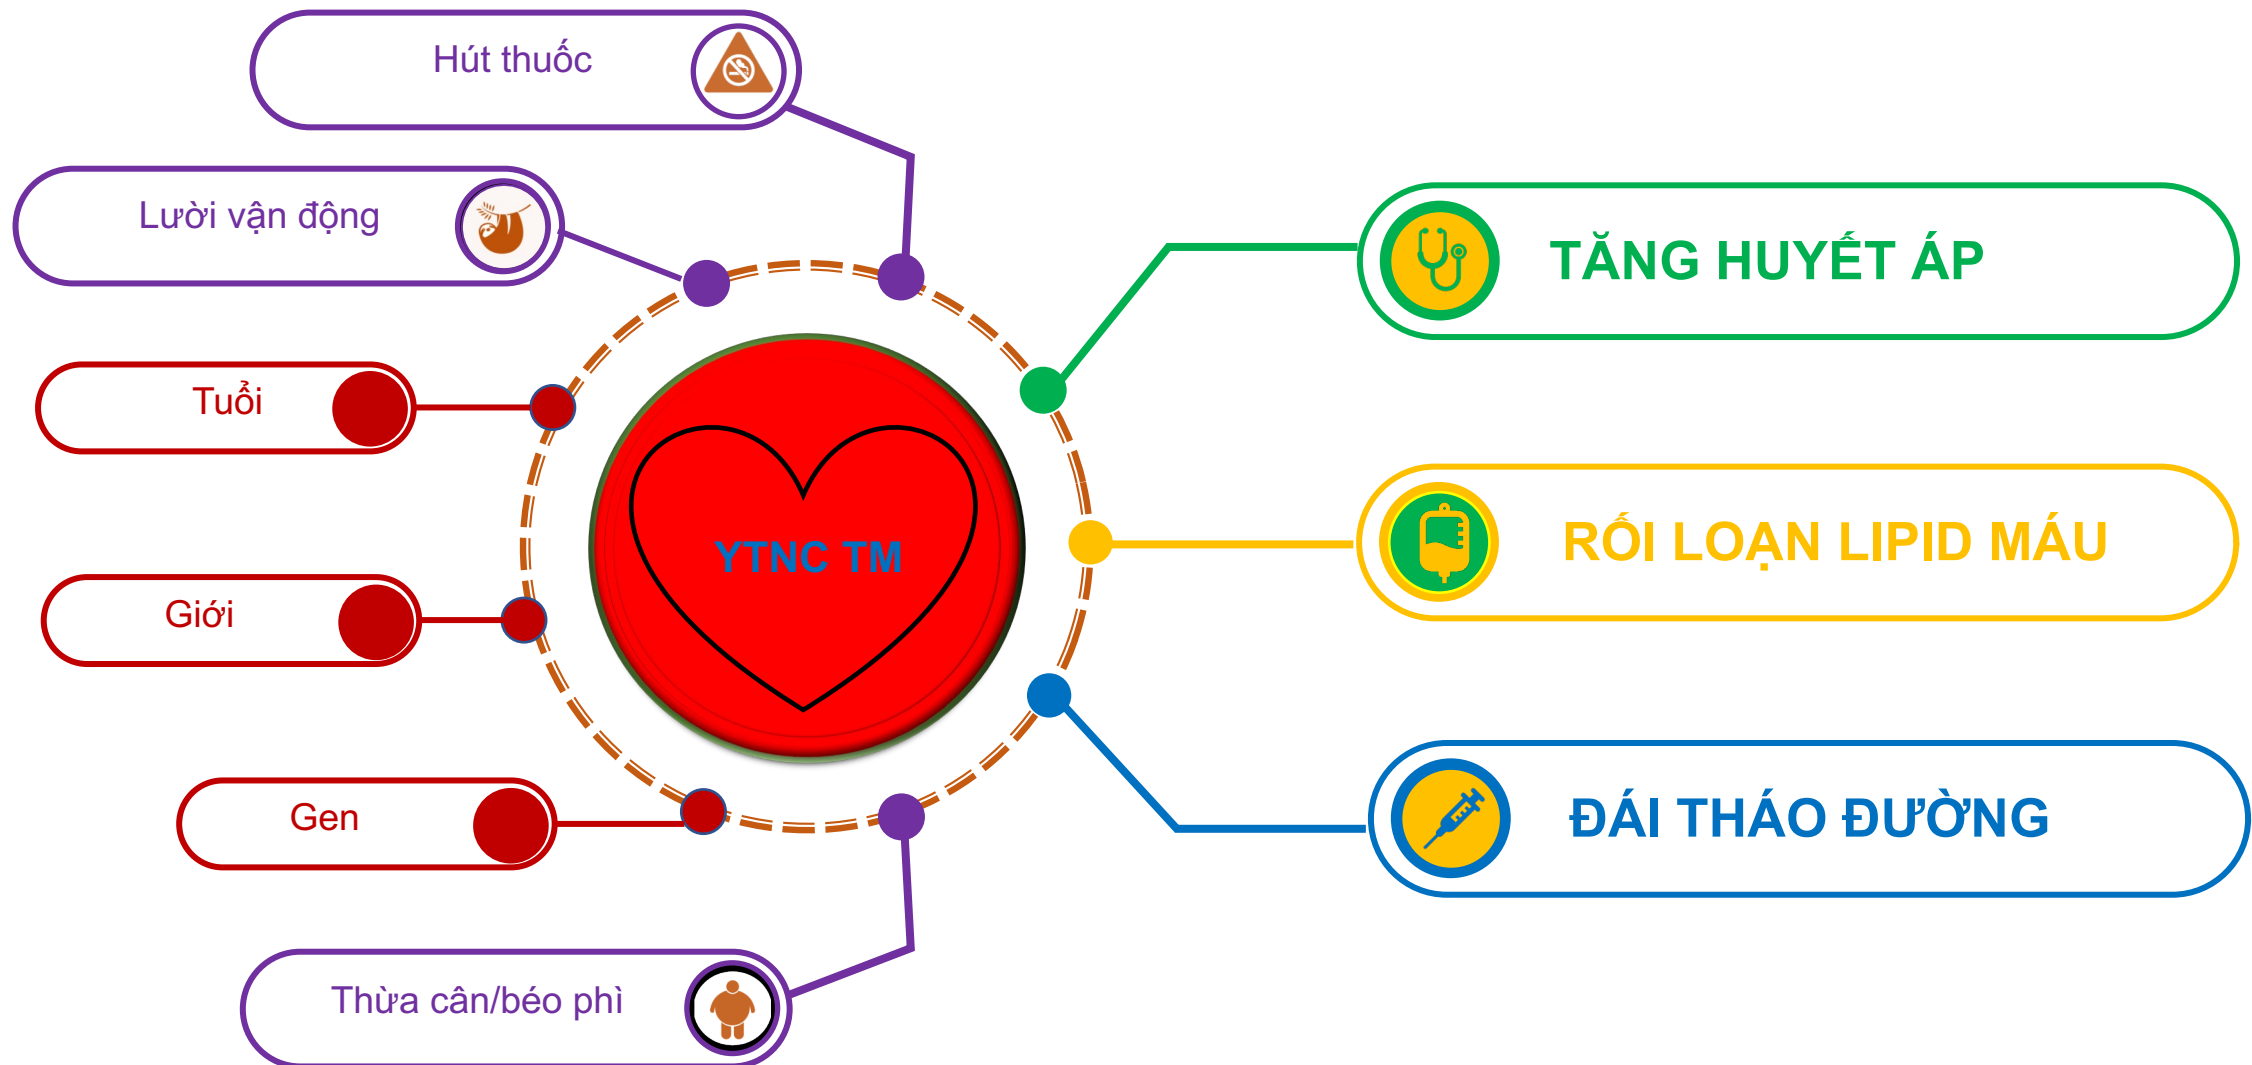 Hút thuốc
Lười vận động
Tuổi
Giới
Gen
Thừa cân/béo phì
YTNC TM
TĂNG HUYẾT ÁP
RỐI LOẠN LIPID MÁU
ĐÁI THÁO ĐƯỜNG